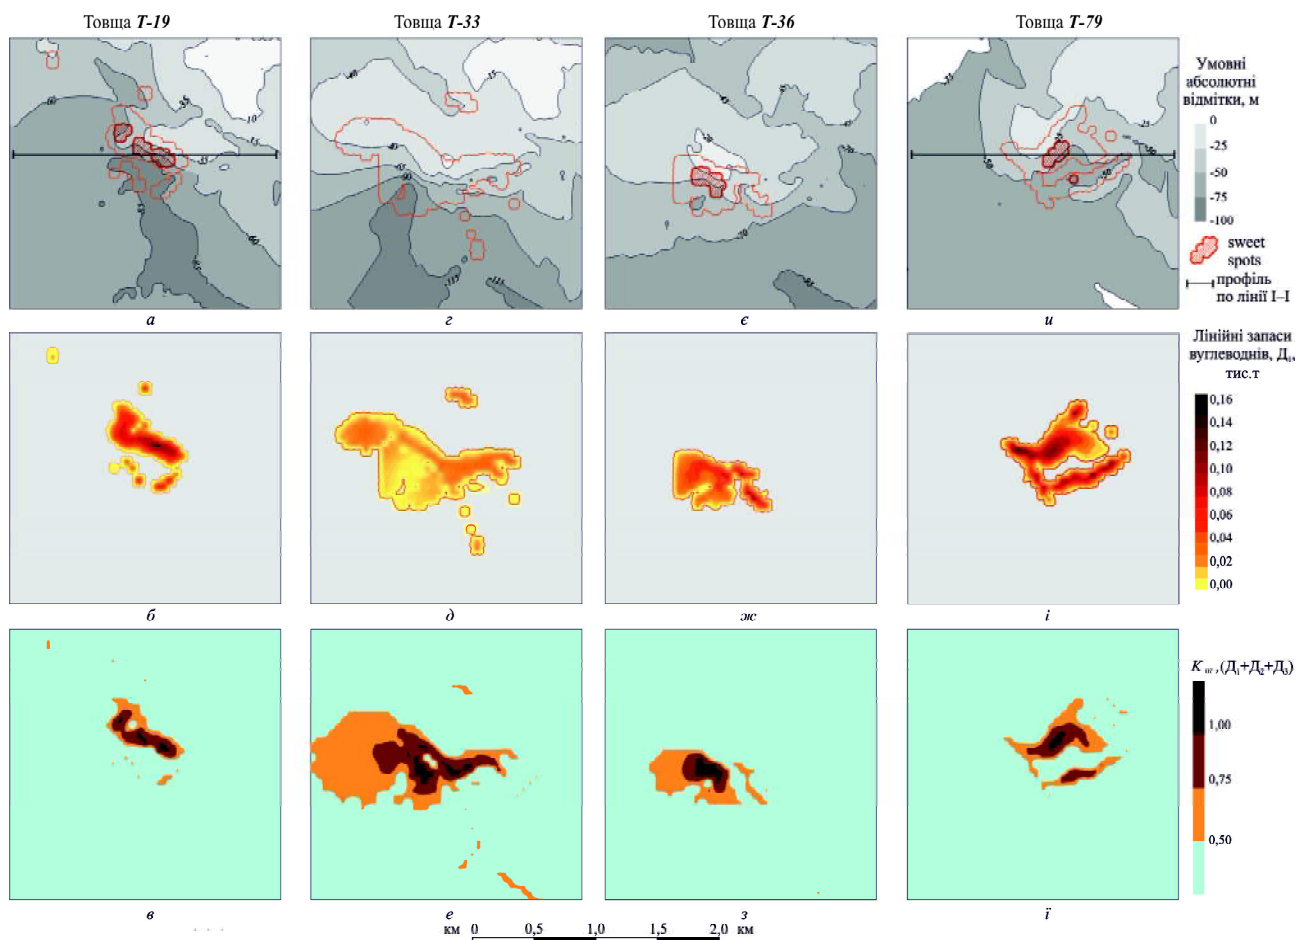 Товща Т-19
Товща Т-33
Товща Т-36
Товща Т-79
Умовні
абсолютні
відмітки, м
0
-25
-50
-75
-100
sweet
spots
профіль
по лінії I–I
а
г
є
и
Лінійні запаси
вуглеводнів,
тис.т
0,16
0,14
0,12
0,10
0,08
0,06
0,04
0,02
0,00
б
д
ж
і
(Д₁+Д₂+Д₃)
1,00
0,75
0,50
в
е
з
ї
км 0 0,5 1,0 1,5 2,0 км